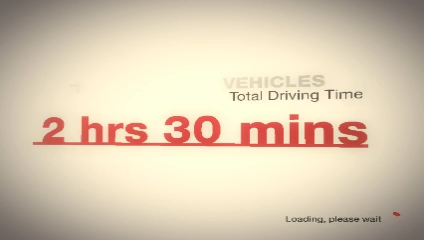 VEHICLES
Total Driving Time
2 hrs 30 mins
Loading, please wait